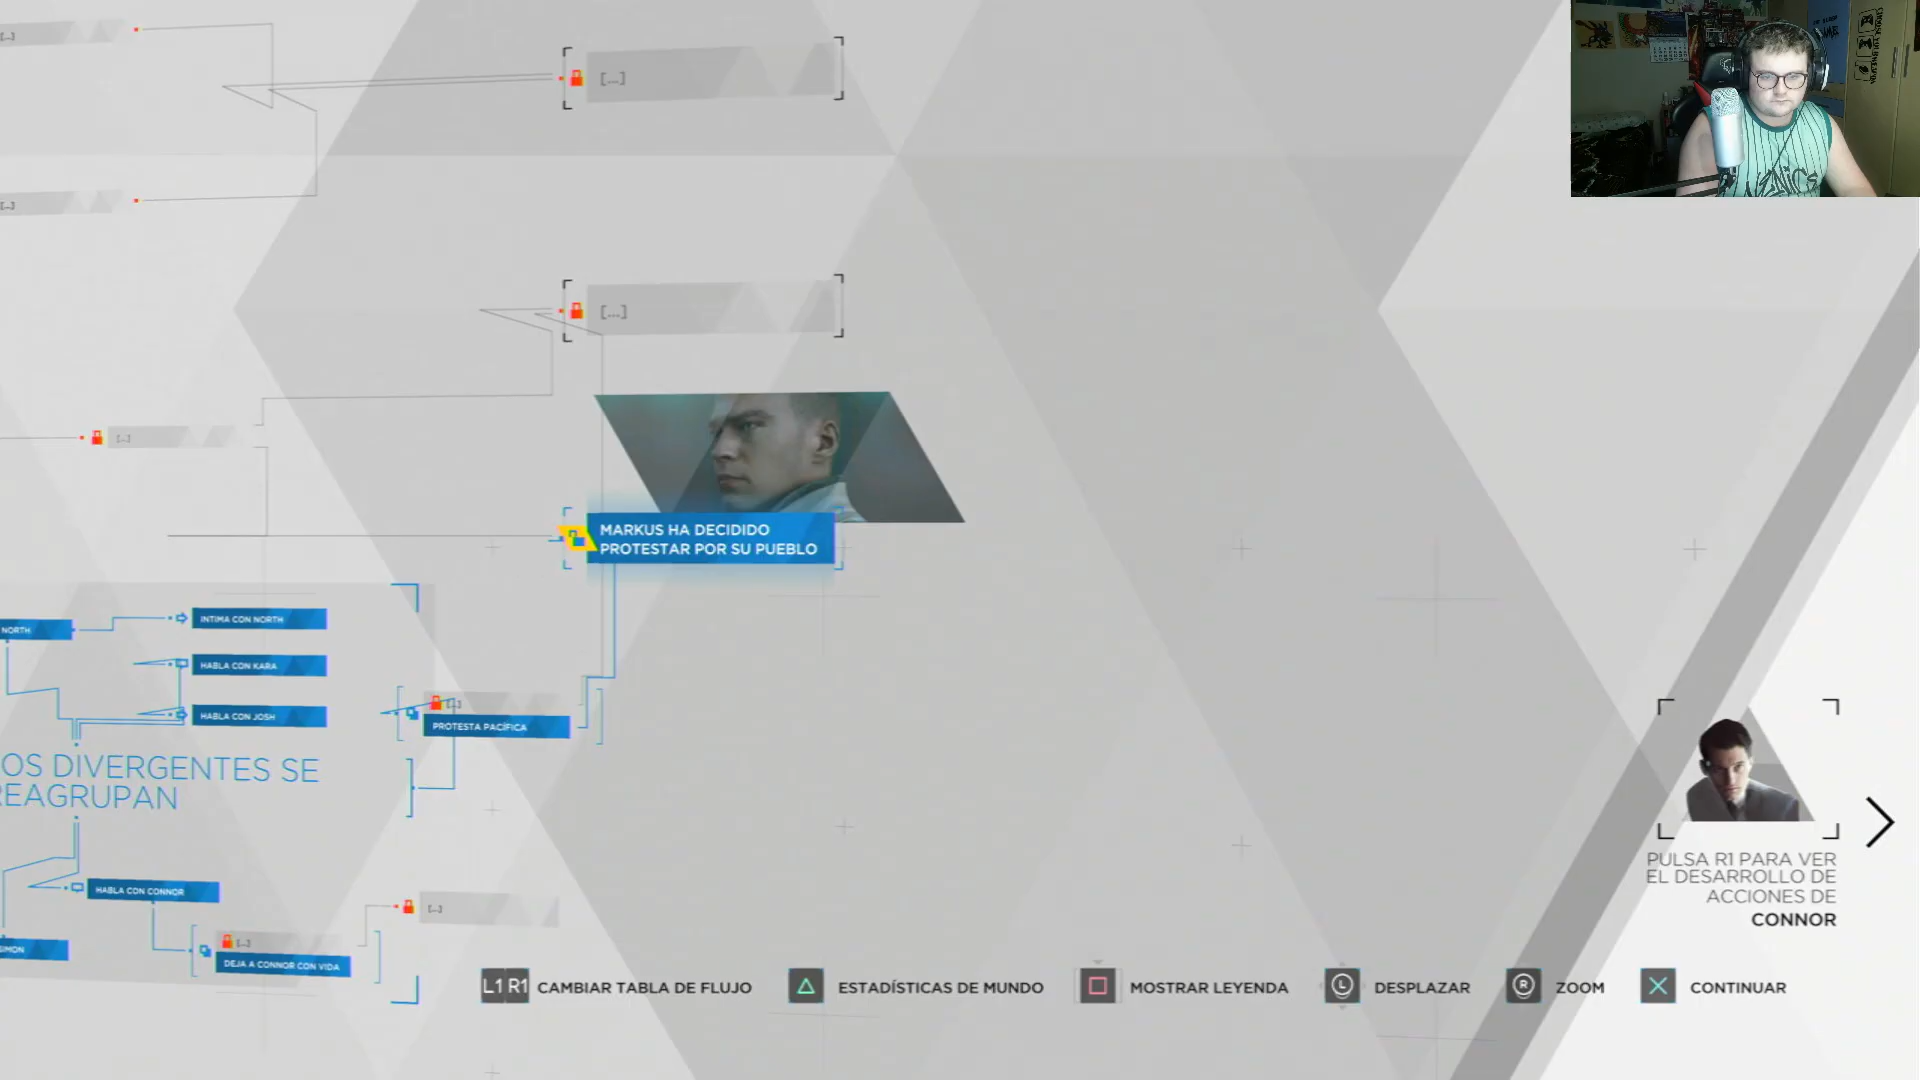 [...]
[...]
[...]
[...]
[...]
MARKUS HA DECIDIDO
PROTESTAR POR SU PUEBLO
NORTH
INTIMA CON NORTH
HABLA CON KARA
HABLA CON JOSH
[...]
PROTESTA PACÍFICA
OS DIVERGENTES SE
REAGRUPAN
HABLA CON CONNOR
[...]
[...]
SIMON
DEJA A CONNOR CON VIDA
PULSA R1 PARA VER
EL DESARROLLO DE
ACCIONES DE
CONNOR
L1 R1 CAMBIAR TABLA DE FLUJO
ESTADÍSTICAS DE MUNDO
MOSTRAR LEYENDA
L DESPLAZAR
R ZOOM
CONTINUAR